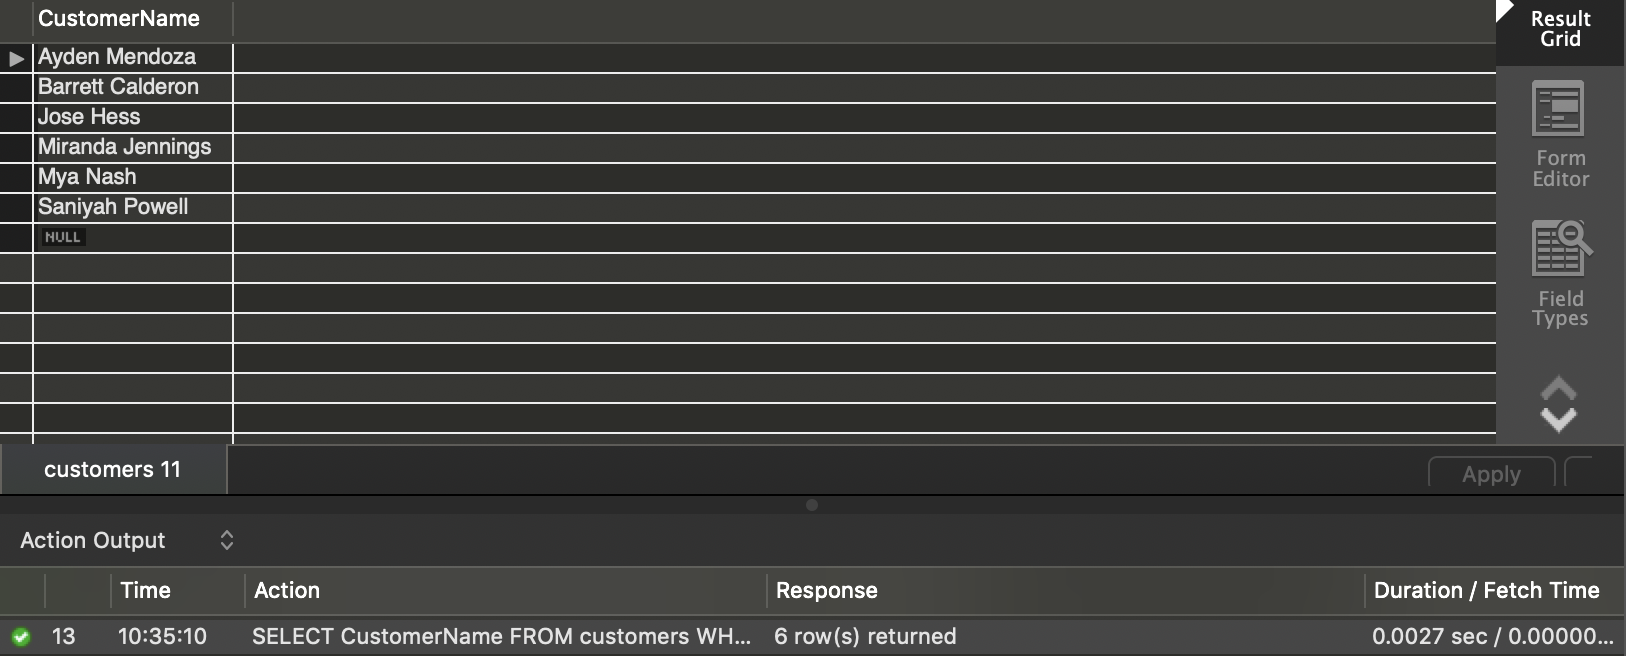 CustomerName
Ayden Mendoza
Barrett Calderon
Jose Hess
Miranda Jennings
Mya Nash
Saniyah Powell
NULL
Result
Grid
Form
Editor
Field
Types
customers 11
Apply
Action Output
Time Action Response Duration / Fetch Time
13 10:35:10 SELECT CustomerName FROM customers WH... 6 row(s) returned 0.0027 sec / 0.00000...